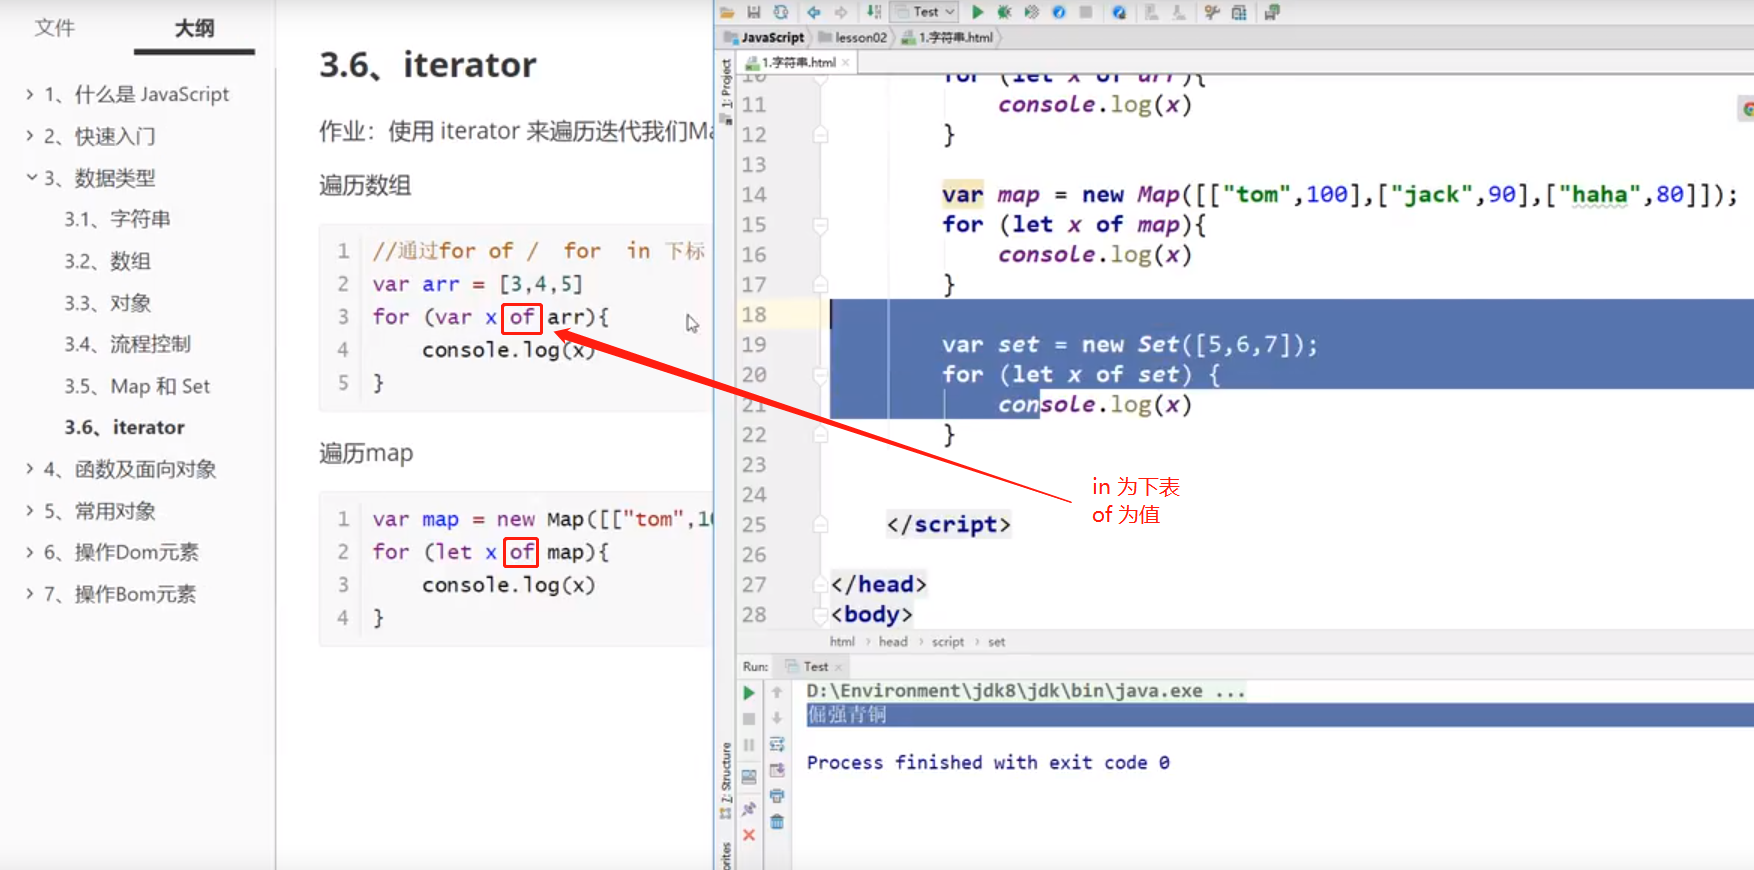 文件
大纲
1、什么是 JavaScript
2、快速入门
3、数据类型
3.1、字符串
3.2、数组
3.3、对象
3.4、流程控制
3.5、Map 和 Set
3.6、iterator
4、函数及面向对象
5、常用对象
6、操作Dom元素
7、操作Bom元素
3.6、iterator
作业：使用 iterator 来遍历迭代我们Ma
遍历数组
1 //通过for of / for in 下标
2 var arr = [3,4,5]
3 for (var x of arr){
4 console.log(x)
5 }
遍历map
1 var map = new Map([["tom",10
2 for (let x of map){
3 console.log(x)
4 }
Test
JavaScript lesson02 1.字符串.html
1.字符串.html
1: Project
10 for (let x of arr){
11 console.log(x)
12 }
13
14 var map = new Map([["tom",100],["jack",90],["haha",80]]);
15 for (let x of map){
16 console.log(x)
17 }
18
19 var set = new Set([5,6,7]);
20 for (let x of set) {
21 console.log(x)
22 }
23
24
25 </script>
26
27 </head>
28 <body>
in 为下表
of 为值
html › head › script › set
Run: Test
D:\Environment\jdk8\jdk\bin\java.exe ...
倔强青铜
Process finished with exit code 0
7: Structure
orites